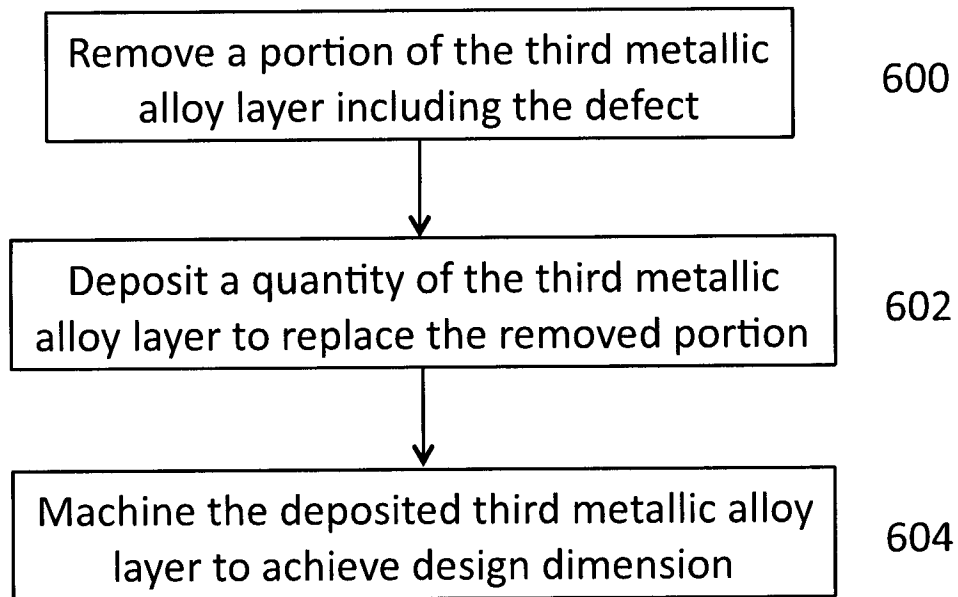 Remove a portion of the third metallic
alloy layer including the defect
600
Deposit a quantity of the third metallic
alloy layer to replace the removed portion
602
Machine the deposited third metallic alloy
layer to achieve design dimension
604